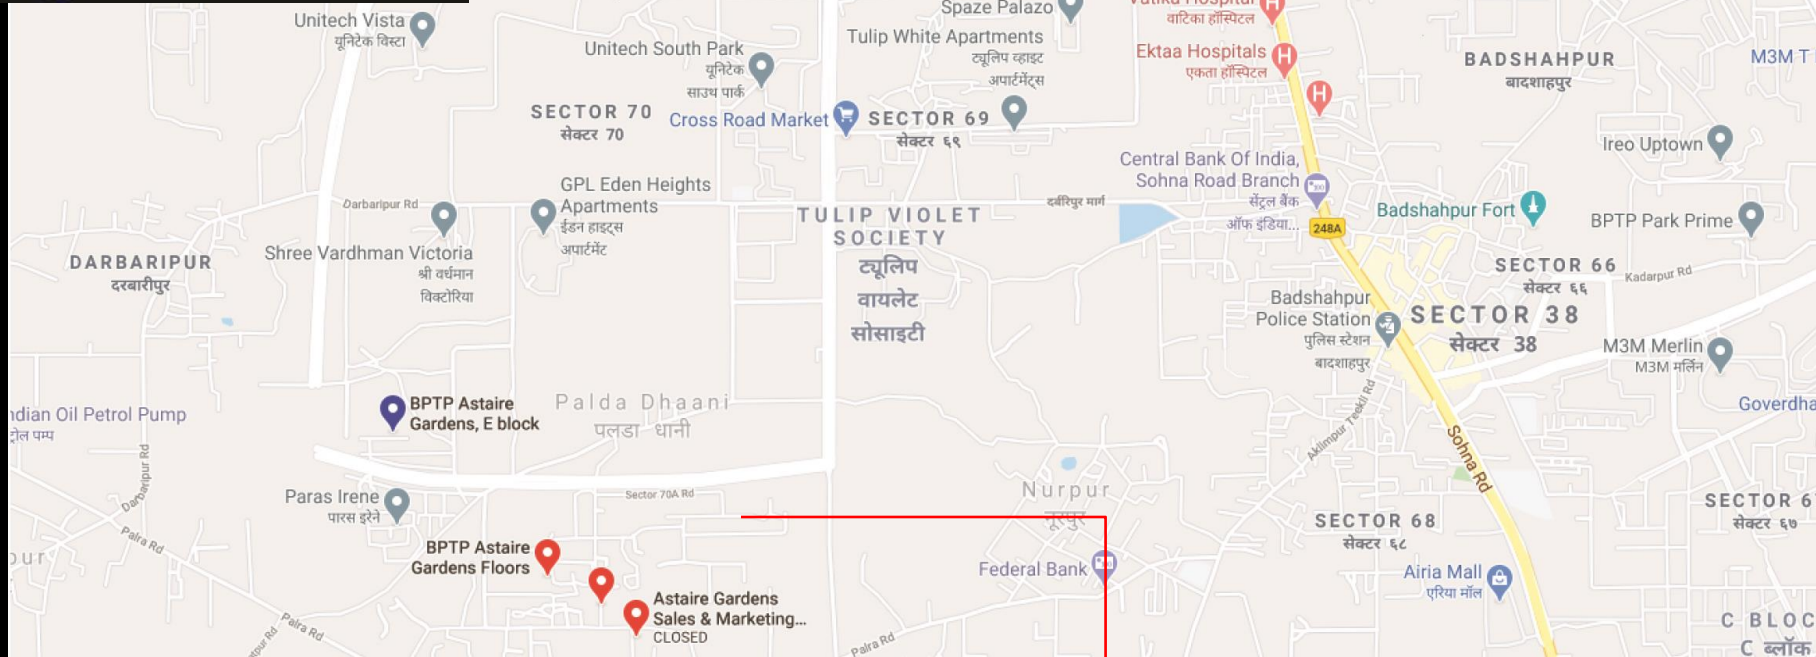 Unitech Vista
यूनिटेक विस्टा
Unitech South Park
यूनिटेक
साउथ पार्क
Spaze Palazo
Tulip White Apartments
ट्यूलिप व्हाइट
अपार्टमेंट्स
Vatika Hospital
वाटिका हॉस्पिटल
Ektaa Hospitals
एकता हॉस्पिटल
BADSHAHPUR
बादशाहपुर
M3M T
SECTOR 70
सेक्टर 70
Cross Road Market
SECTOR 69
सेक्टर ६९
Ireo Uptown
Central Bank Of India,
Sohna Road Branch
सेंट्रल बैंक
ऑफ इंडिया...
GPL Eden Heights
Apartments
ईडन हाइट्स
अपार्टमेंट
Darbaripur Rd
दर्बारिपुर मार्ग
TULIP VIOLET
SOCIETY
ट्यूलिप
वायलेट
सोसाइटी
248A
Badshahpur Fort
BPTP Park Prime
Shree Vardhman Victoria
श्री वर्धमान
विक्टोरिया
DARBARIPUR
दरबारीपुर
SECTOR 66
सेक्टर ६६
Kadarpur Rd
Badshahpur
Police Station
पुलिस स्टेशन
बादशाहपुर
SECTOR 38
सेक्टर 38
M3M Merlin
M3M मर्लिन
ndian Oil Petrol Pump
ट्रोल पम्प
BPTP Astaire
Gardens, E block
Palda Dhaani
पलडा धानी
Goverdha
Aklimpur Teekli Rd
Sohna Rd
Darbaripur Rd
Paras Irene
पारस इरेने
Sector 70A Rd
Nurpur
नूरपुर
SECTOR 6
सेक्टर ६७
SECTOR 68
सेक्टर ६८
Palra Rd
pur
BPTP Astaire
Gardens Floors
Federal Bank
Airia Mall
एरिया मॉल
Astaire Gardens
Sales & Marketing...
CLOSED
Palra Rd
tpur Rd
Palra Rd
C BLOC
C ब्लॉक